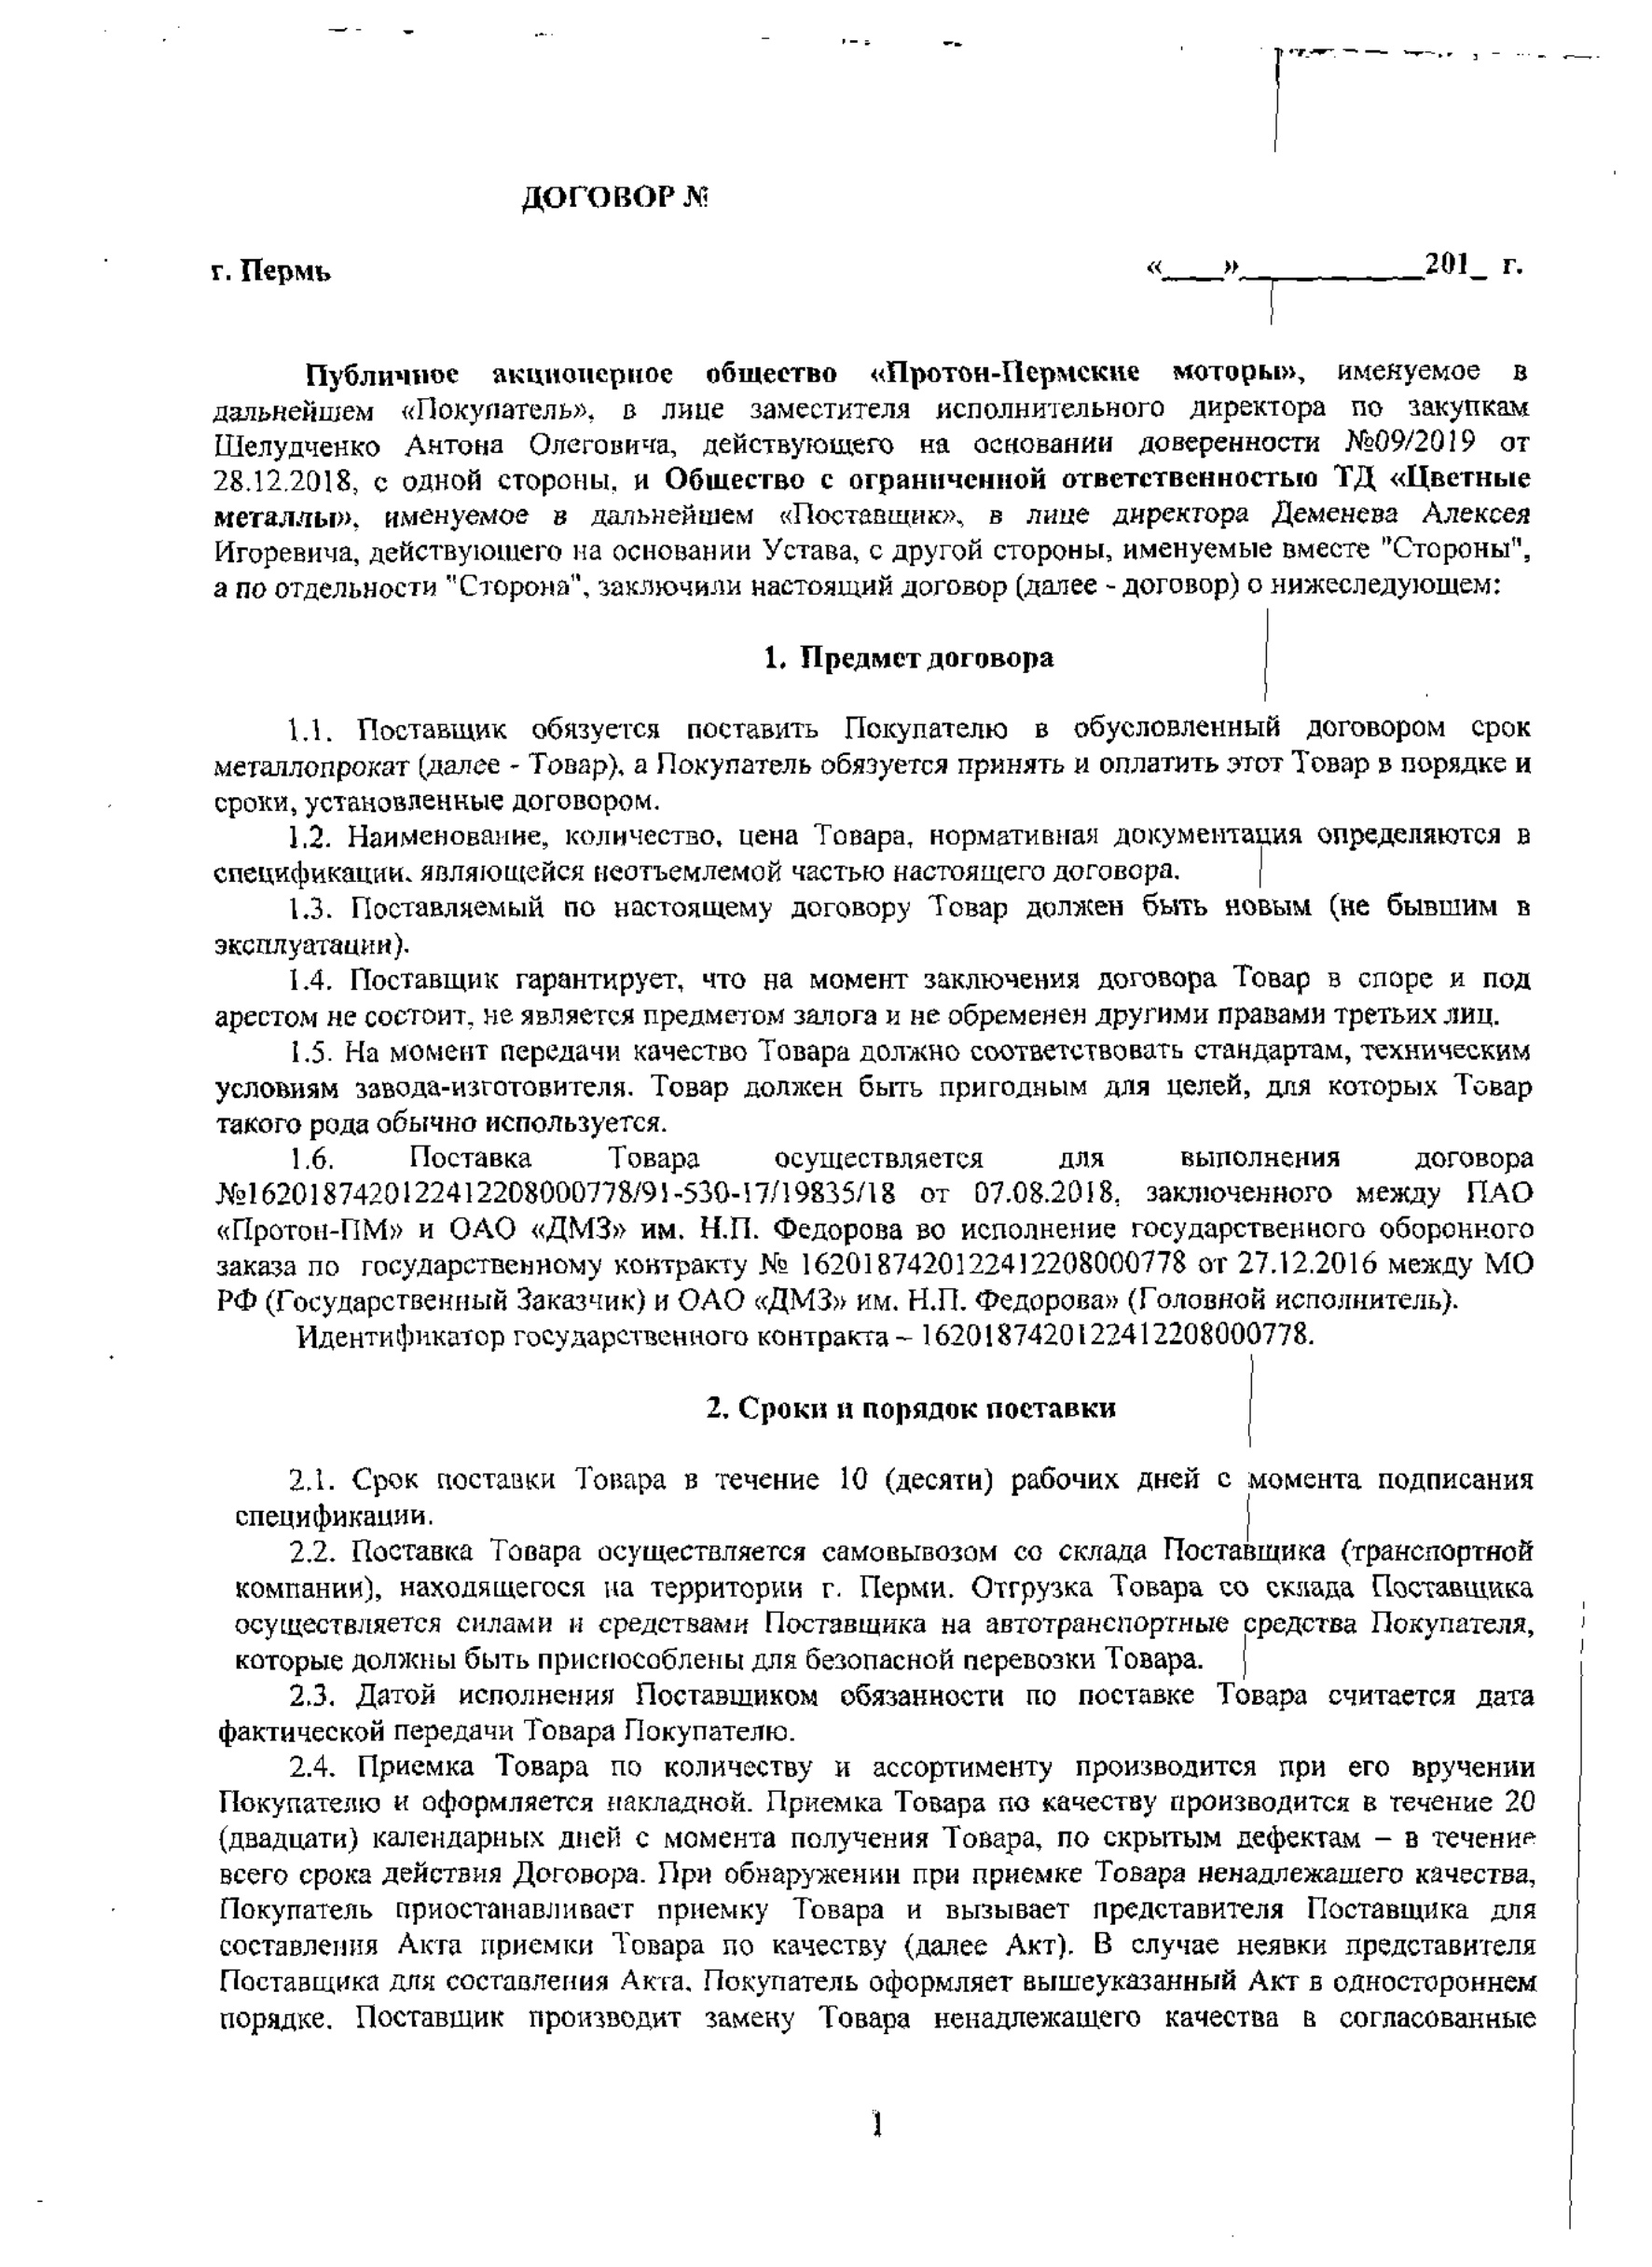 ДОГОВОР №
г. Пермь «___»___________201_ г.
Публичное акционерное общество «Протон-Пермские моторы», именуемое в
дальнейшем «Покупатель», в лице заместителя исполнительного директора по закупкам
Шелудченко Антона Олеговича, действующего на основании доверенности №09/2019 от
28.12.2018, с одной стороны, и Общество с ограниченной ответственностью ТД «Цветные
металлы», именуемое в дальнейшем «Поставщик», в лице директора Деменева Алексея
Игоревича, действующего на основании Устава, с другой стороны, именуемые вместе "Стороны",
а по отдельности "Сторона", заключили настоящий договор (далее - договор) о нижеследующем:
1. Предмет договора
1.1. Поставщик обязуется поставить Покупателю в обусловленный договором срок
металлопрокат (далее - Товар), а Покупатель обязуется принять и оплатить этот Товар в порядке и
сроки, установленные договором.
1.2. Наименование, количество, цена Товара, нормативная документация определяются в
спецификации, являющейся неотъемлемой частью настоящего договора.
1.3. Поставляемый по настоящему договору Товар должен быть новым (не бывшим в
эксплуатации).
1.4. Поставщик гарантирует, что на момент заключения договора Товар в споре и под
арестом не состоит, не является предметом залога и не обременен другими правами третьих лиц.
1.5. На момент передачи качество Товара должно соответствовать стандартам, техническим
условиям завода-изготовителя. Товар должен быть пригодным для целей, для которых Товар
такого рода обычно используется.
1.6. Поставка Товара осуществляется для выполнения договора
№1620187420122412208000778/91-530-17/19835/18 от 07.08.2018, заключенного между ПАО
«Протон-ПМ» и ОАО «ДМЗ» им. Н.П. Федорова во исполнение государственного оборонного
заказа по государственному контракту № 1620187420122412208000778 от 27.12.2016 между МО
РФ (Государственный Заказчик) и ОАО «ДМЗ» им. Н.П. Федорова» (Головной исполнитель).
Идентификатор государственного контракта – 1620187420122412208000778.
2. Сроки и порядок поставки
2.1. Срок поставки Товара в течение 10 (десяти) рабочих дней с момента подписания
спецификации.
2.2. Поставка Товара осуществляется самовывозом со склада Поставщика (транспортной
компании), находящегося на территории г. Перми. Отгрузка Товара со склада Поставщика
осуществляется силами и средствами Поставщика на автотранспортные средства Покупателя,
которые должны быть приспособлены для безопасной перевозки Товара.
2.3. Датой исполнения Поставщиком обязанности по поставке Товара считается дата
фактической передачи Товара Покупателю.
2.4. Приемка Товара по количеству и ассортименту производится при его вручении
Покупателю и оформляется накладной. Приемка Товара по качеству производится в течение 20
(двадцати) календарных дней с момента получения Товара, по скрытым дефектам – в течение
всего срока действия Договора. При обнаружении при приемке Товара ненадлежащего качества,
Покупатель приостанавливает приемку Товара и вызывает представителя Поставщика для
составления Акта приемки Товара по качеству (далее Акт). В случае неявки представителя
Поставщика для составления Акта, Покупатель оформляет вышеуказанный Акт в одностороннем
порядке. Поставщик производит замену Товара ненадлежащего качества в согласованные
1